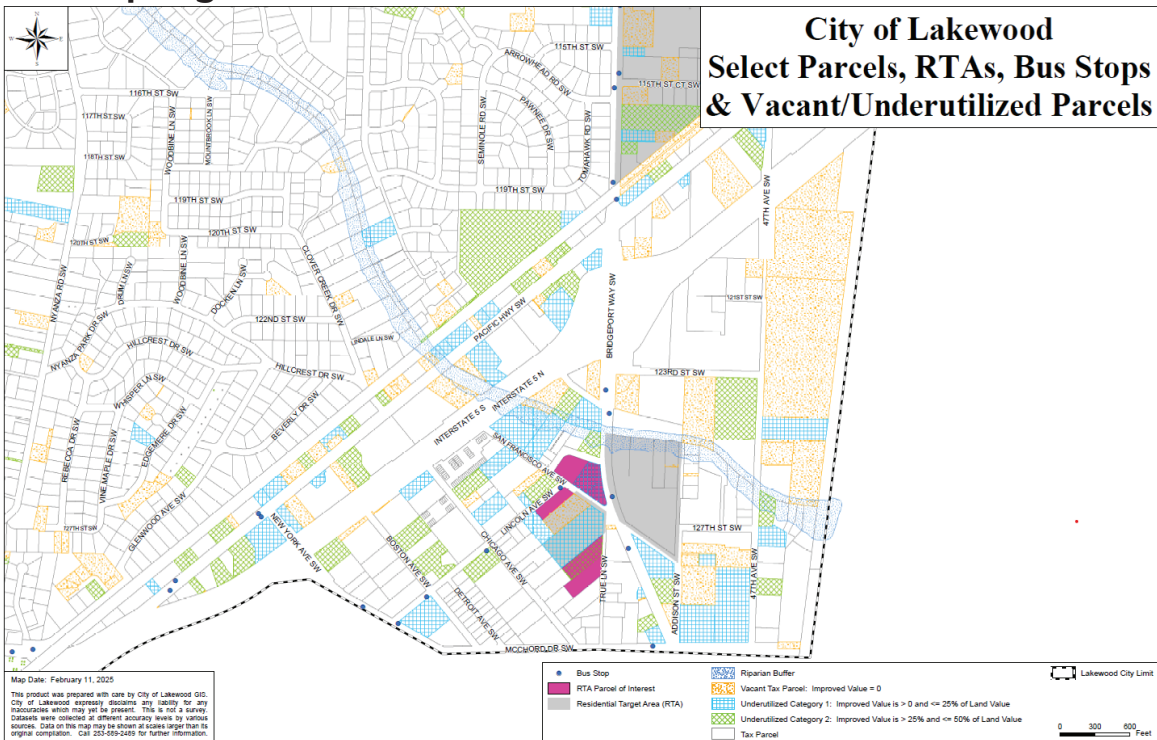 City of Lakewood
Select Parcels, RTAs, Bus Stops
& Vacant/Underutilized Parcels
N
W
E
S
115TH ST SW
ARROWHEAD RD SW
115TH ST CT SW
116TH ST SW
PAWNEE DR SW
SEMINOLE RD SW
TOMAHAWK RD SW
117TH ST SW
WOODBINE LN SW
MOUNTBROOK LN SW
118TH ST SW
119TH ST SW
119TH ST SW
47TH AVE SW
120TH ST SW
120TH ST SW
NYANZA RD SW
DRUM LN SW
WOODBINE LN SW
DOCKEN LN SW
CLOVER CREEK DR SW
121ST ST SW
122ND ST SW
PACIFIC HWY SW
BRIDGEPORT WAY SW
LINDALE LN SW
NYANZA PARK DR SW
HILLCREST DR SW
HILLCREST DR SW
123RD ST SW
WHISPER LN SW
INTERSTATE 5 N
BEVERLY DR SW
INTERSTATE 5 S
REBECCA DR SW
VINE MAPLE DR SW
EDGEMERE DR SW
SAN FRANCISCO AVE SW
LINCOLN AVE SW
127TH ST SW
GLENWOOD AVE SW
NEW YORK AVE SW
127TH ST SW
BOSTON AVE SW
CHICAGO AVE SW
DETROIT AVE SW
TRUE LN SW
ADDISON ST SW
47TH AVE SW
MCCHORD DR SW
Map Date: February 11, 2025
This product was prepared with care by City of Lakewood GIS.
City of Lakewood expressly disclaims any liability for any
inaccuracies which may yet be present. This is not a survey.
Datasets were collected at different accuracy levels by various
sources. Data on this map may be shown at scales larger than its
original compilation. Call 253-589-2489 for further information.
Bus Stop
RTA Parcel of Interest
Residential Target Area (RTA)
Riparian Buffer
Vacant Tax Parcel: Improved Value = 0
Underutilized Category 1: Improved Value is > 0 and <= 25% of Land Value
Underutilized Category 2: Improved Value is > 25% and <= 50% of Land Value
Tax Parcel
Lakewood City Limit
0 300 600
Feet